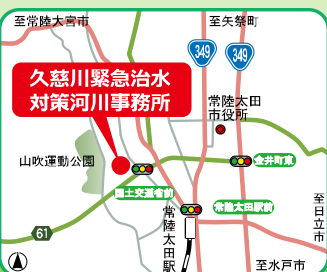 至常陸大宮市
至矢祭町
349
349
久慈川緊急治水
対策河川事務所
常陸太田
市役所
山吹運動公園
金井町東
国土交通省前
常陸太田駅前
61
常陸太田駅
至日立市
至水戸市